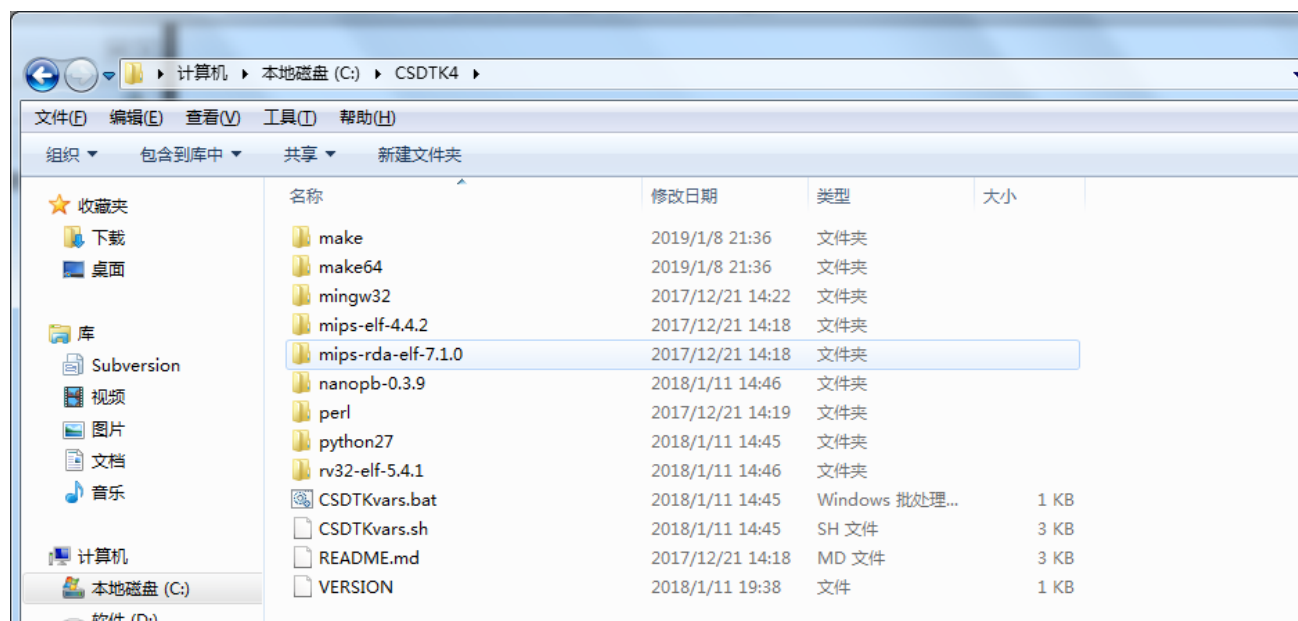 计算机 本地磁盘 (C:) CSDTK4
文件(F) 编辑(E) 查看(V) 工具(T) 帮助(H)
组织 包含到库中 共享 新建文件夹
收藏夹
下载
桌面
库
Subversion
视频
图片
文档
音乐
计算机
本地磁盘 (C:)
软件 (D:)
名称 修改日期 类型 大小
make 2019/1/8 21:36 文件夹
make64 2019/1/8 21:36 文件夹
mingw32 2017/12/21 14:22 文件夹
mips-elf-4.4.2 2017/12/21 14:18 文件夹
mips-rda-elf-7.1.0 2017/12/21 14:18 文件夹
nanopb-0.3.9 2018/1/11 14:46 文件夹
perl 2017/12/21 14:19 文件夹
python27 2018/1/11 14:45 文件夹
rv32-elf-5.4.1 2018/1/11 14:46 文件夹
CSDTKvars.bat 2018/1/11 14:45 Windows 批处理... 1 KB
CSDTKvars.sh 2018/1/11 14:45 SH 文件 3 KB
README.md 2017/12/21 14:18 MD 文件 3 KB
VERSION 2018/1/11 19:38 文件 1 KB